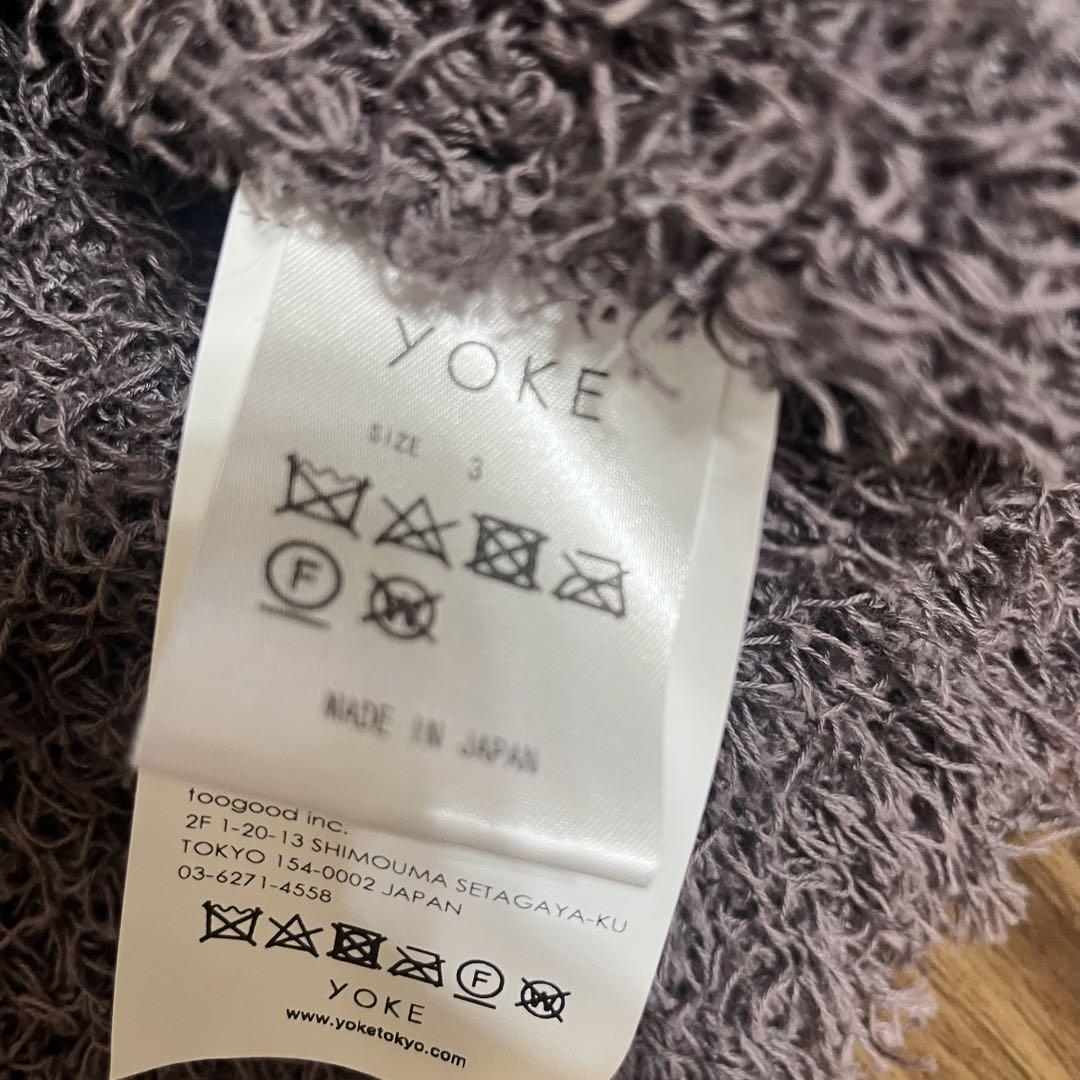 YOKE
SIZE 3
F
W
MADE IN JAPAN
toogood inc.
2F 1-20-13 SHIMOUMA SETAGAYA-KU
TOKYO 154-0002 JAPAN
03-6271-4558
F W
YOKE
www.yoketokyo.com